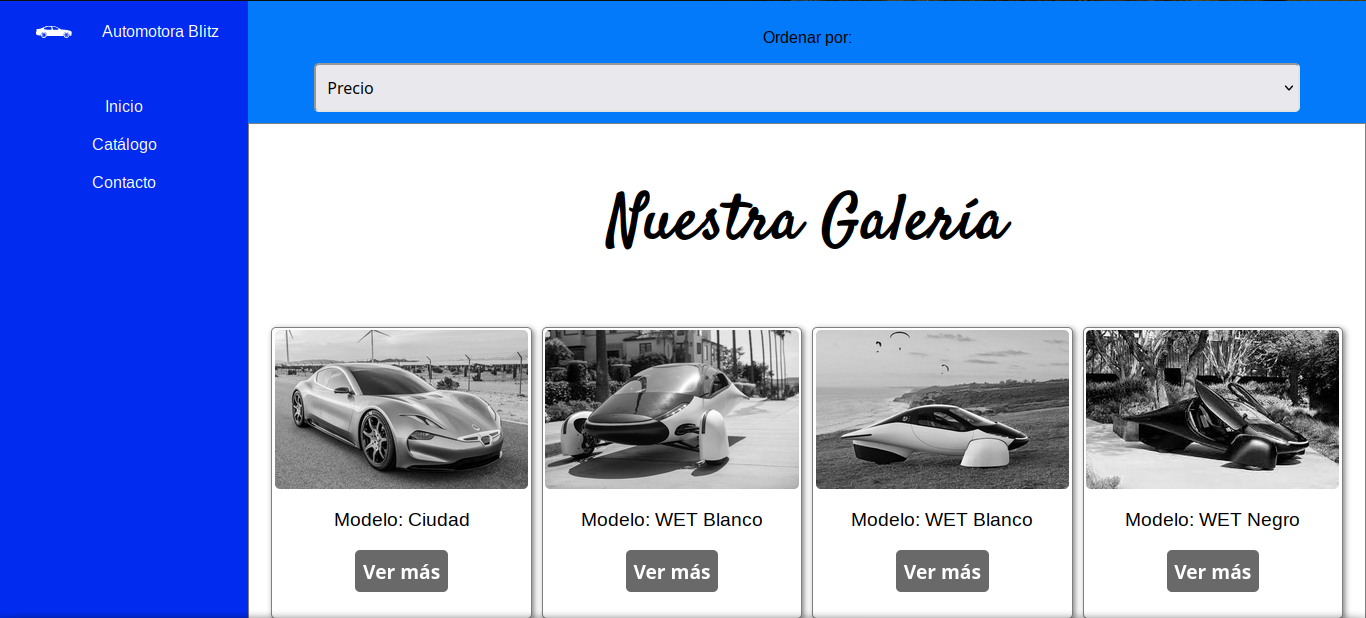 Automotora Blitz
Inicio
Catálogo
Contacto
Ordenar por:
Precio
Nuestra Galería
Modelo: Ciudad
Ver más
Modelo: WET Blanco
Ver más
Modelo: WET Blanco
Ver más
Modelo: WET Negro
Ver más